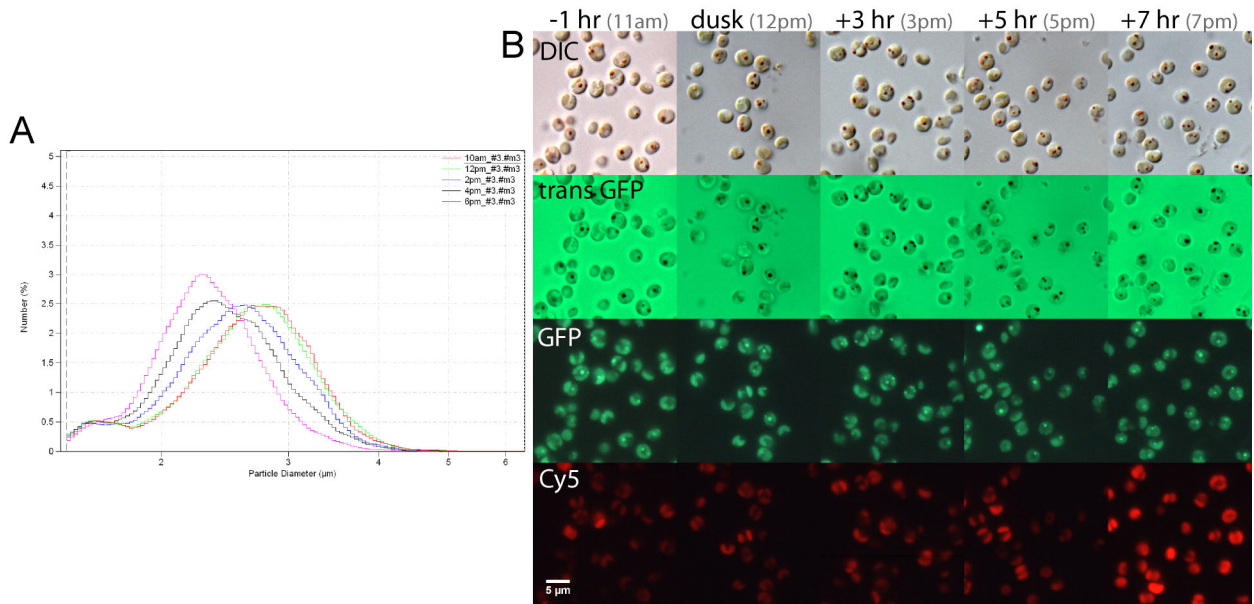 A
5
4.5
4
3.5
3
2.5
2
1.5
1
0.5
0
Number (%)
2 3 4 5 6
Particle Diameter (µm)
10am_#3.#m3
12pm_#3.#m3
2pm_#3.#m3
4pm_#3.#m3
6pm_#3.#m3
B
-1 hr (11am) dusk (12pm) +3 hr (3pm) +5 hr (5pm) +7 hr (7pm)
DIC
trans GFP
GFP
Cy5
5 µm